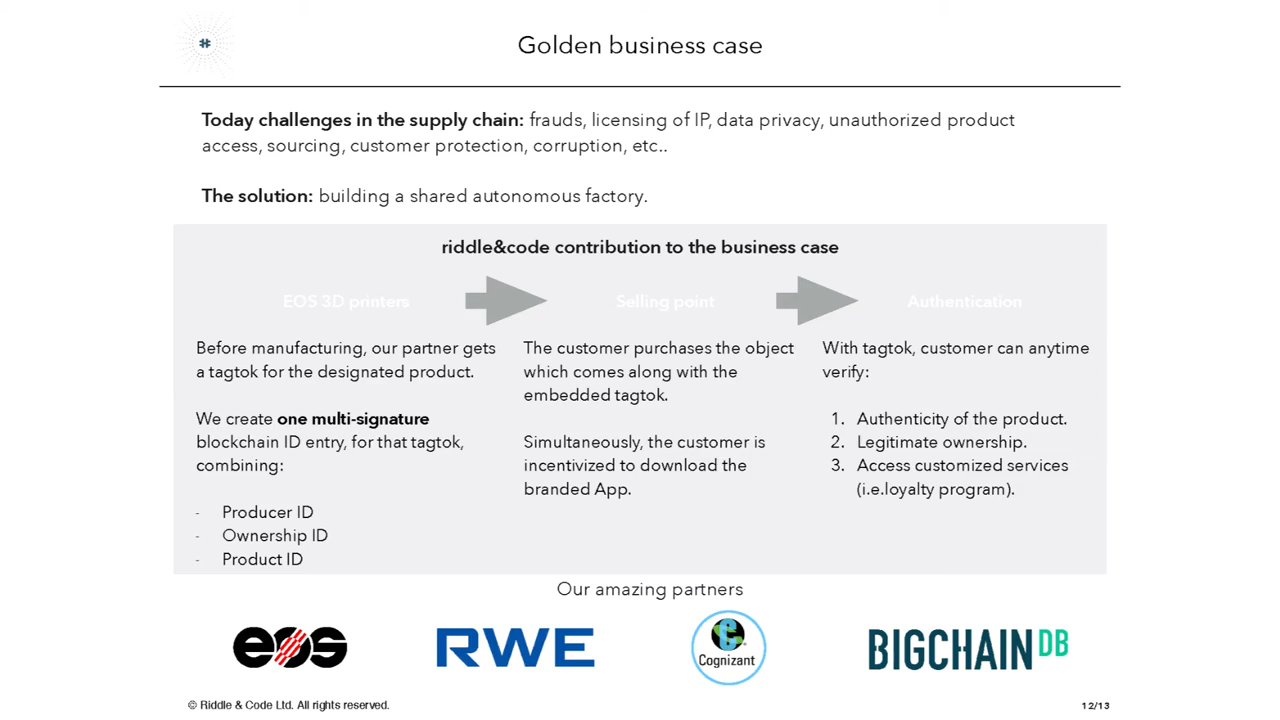 Golden business case
Today challenges in the supply chain: frauds, licensing of IP, data privacy, unauthorized product
access, sourcing, customer protection, corruption, etc..
The solution: building a shared autonomous factory.
riddle&code contribution to the business case
EOS 3D printers
Selling point
Authentication
Before manufacturing, our partner gets
a tagtok for the designated product.
We create one multi-signature
blockchain ID entry, for that tagtok,
combining:
- Producer ID
- Ownership ID
- Product ID
The customer purchases the object
which comes along with the
embedded tagtok.
Simultaneously, the customer is
incentivized to download the
branded App.
With tagtok, customer can anytime
verify:
1. Authenticity of the product.
2. Legitimate ownership.
3. Access customized services
(i.e.loyalty program).
Our amazing partners
eos
RWE
Cognizant
BIGCHAIN DB
© Riddle & Code Ltd. All rights reserved.
12/13